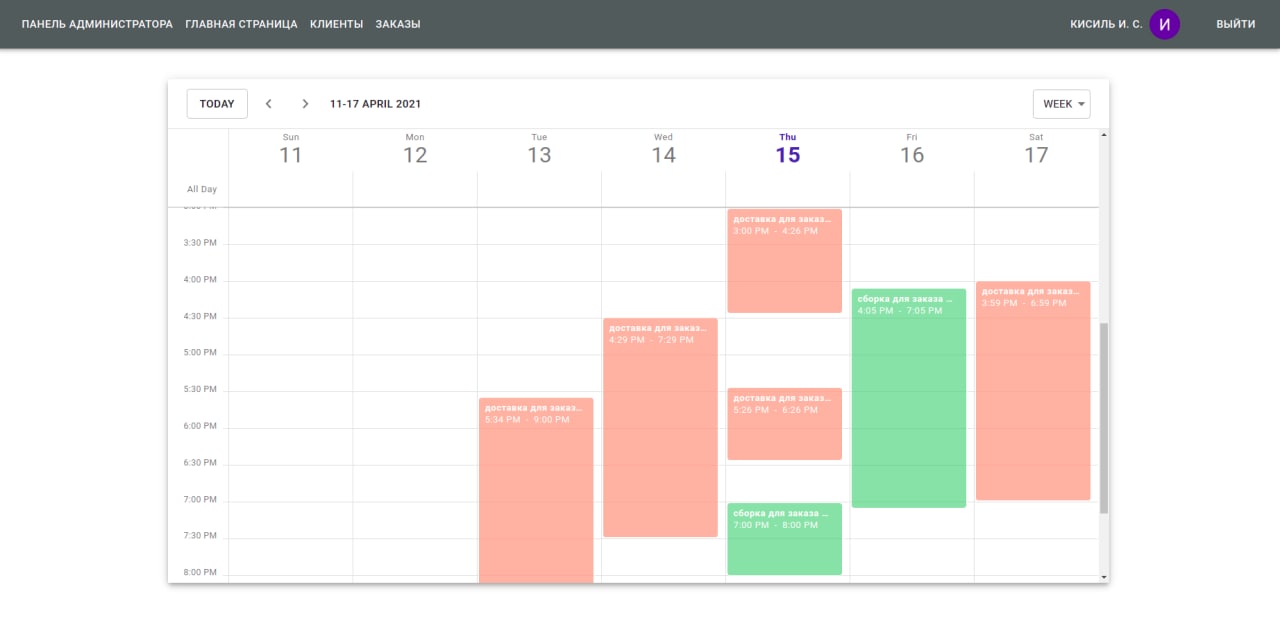 ПАНЕЛЬ АДМИНИСТРАТОРА ГЛАВНАЯ СТРАНИЦА КЛИЕНТЫ ЗАКАЗЫ КИСИЛЬ И. С. И ВЫЙТИ
TODAY 11-17 APRIL 2021 WEEK
Sun Mon Tue Wed Thu Fri Sat
11 12 13 14 15 16 17
All Day
доставка для заказ...
3:00 PM - 4:26 PM
3:30 PM
4:00 PM
доставка для заказ...
3:59 PM - 6:59 PM
сборка для заказа ...
4:05 PM - 7:05 PM
4:30 PM
доставка для заказ...
4:29 PM - 7:29 PM
5:00 PM
5:30 PM
доставка для заказ...
5:26 PM - 6:26 PM
доставка для заказ...
5:34 PM - 9:00 PM
6:00 PM
6:30 PM
7:00 PM
сборка для заказа ...
7:00 PM - 8:00 PM
7:30 PM
8:00 PM